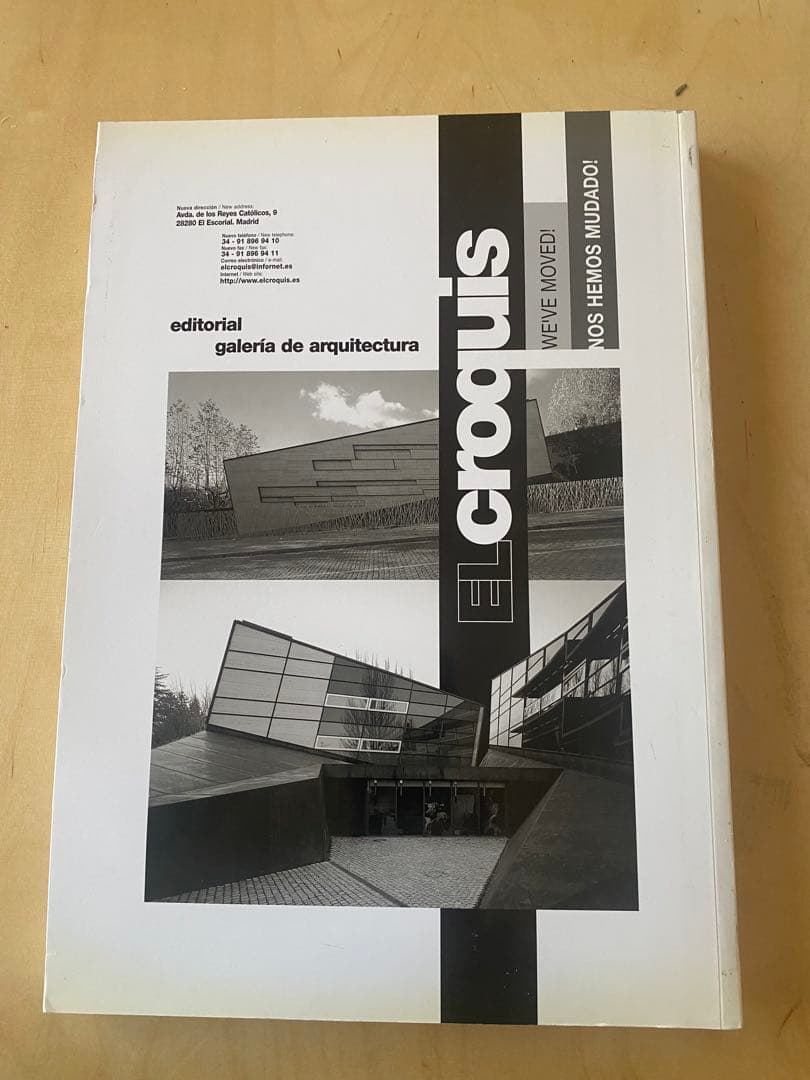 Nueva dirección / New address:
Avda. de los Reyes Católicos, 9
28280 El Escorial. Madrid
Nuevo teléfono / New telephone:
34 - 91 896 94 10
Nuevo fax / New fax:
34 - 91 896 94 11
Correo electrónico / e-mail:
elcroquis@infornet.es
Internet / Web site:
http://www.elcroquis.es
editorial
galería de arquitectura
EL croquis
WE'VE MOVED!
NOS HEMOS MUDADO!